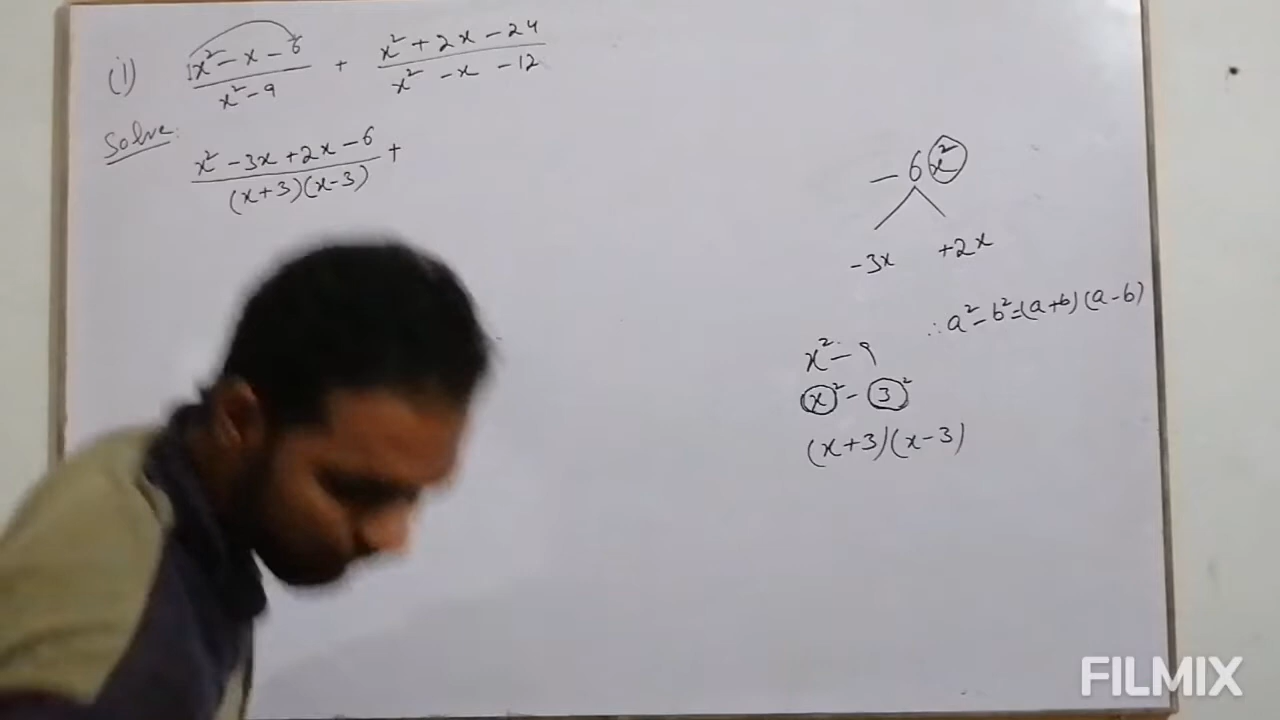 (i) 1x² - x - 6 / x² - 9 + x² + 2x - 24 / x² - x - 12
Solve:
x² - 3x + 2x - 6 / (x+3)(x-3) +
- 6x²
-3x +2x
∴ a² - b² = (a+b)(a-b)
x² - 9
x² - 3²
(x+3)(x-3)
FILMIX